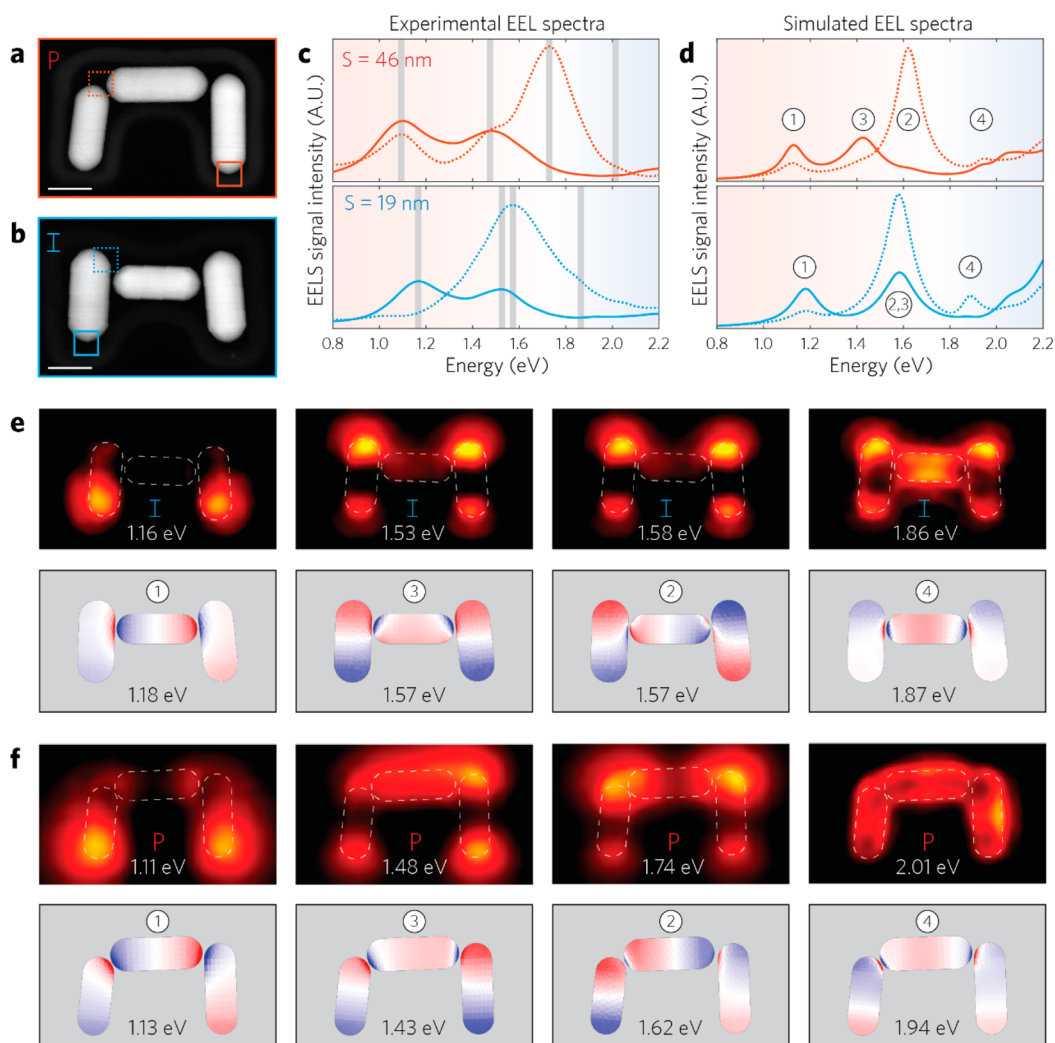 a
P
b
I
c
Experimental EEL spectra
EELS signal intensity (A.U.)
S = 46 nm
S = 19 nm
0.8 1.0 1.2 1.4 1.6 1.8 2.0 2.2
Energy (eV)
d
Simulated EEL spectra
EELS signal intensity (A.U.)
1 3 2 4
1 2,3 4
0.8 1.0 1.2 1.4 1.6 1.8 2.0 2.2
Energy (eV)
e
I I I I
1.16 eV 1.53 eV 1.58 eV 1.86 eV
1 3 2 4
1.18 eV 1.57 eV 1.57 eV 1.87 eV
f
P P P P
1.11 eV 1.48 eV 1.74 eV 2.01 eV
1 3 2 4
1.13 eV 1.43 eV 1.62 eV 1.94 eV